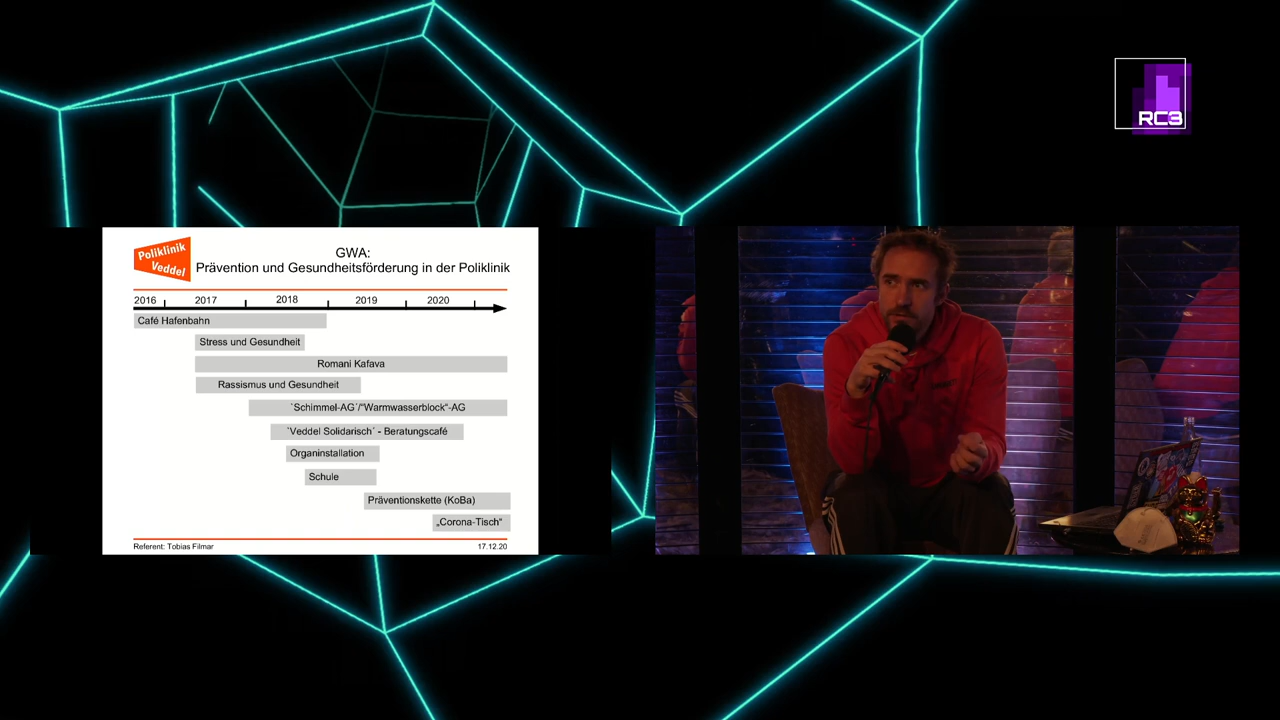 RC3
Poliklinik
Veddel
GWA:
Prävention und Gesundheitsförderung in der Poliklinik
2016 2017 2018 2019 2020
Café Hafenbahn
Stress und Gesundheit
Romani Kafava
Rassismus und Gesundheit
`Schimmel-AG´/“Warmwasserblock“-AG
`Veddel Solidarisch´ - Beratungscafé
Organinstallation
Schule
Präventionskette (KoBa)
„Corona-Tisch“
Referent: Tobias Filmar 17.12.20